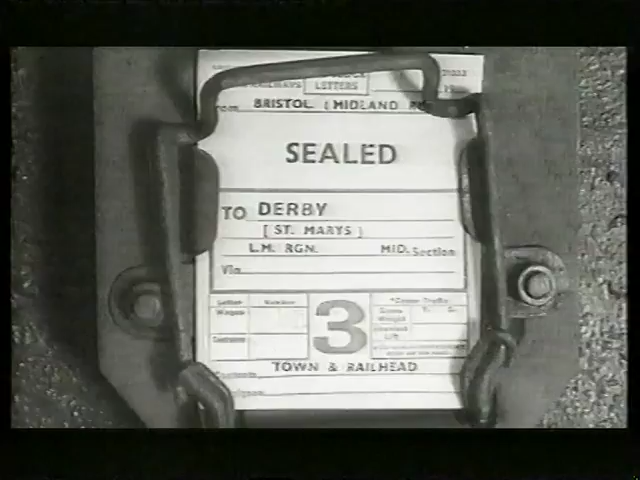 RAILWAYS
LETTERS
From BRISTOL (MIDLAND R
SEALED
TO DERBY
[ ST. MARYS ]
L.M. RGN. MID. Section
Via
Letter Number
Wagon
3
TOWN & RAILHEAD